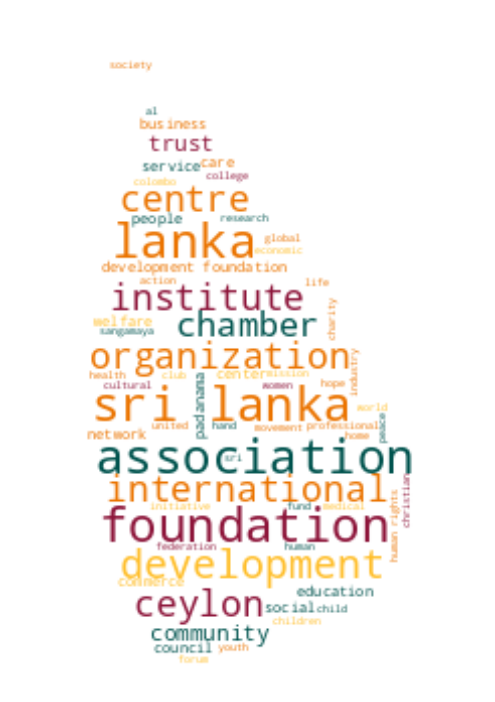 society
al
business
trust
service care
college
colombo
centre
people research
lanka
global
economic
development foundation
action
life
institute
charity
welfare
chamber
sangamaya
organization
industry
health club center mission
cultural women hope
padanama
sri lanka
world
peace
united hand movement professional
network home
association
sri
international
christian
human rights
initiative fund medical
foundation
federation human
development
commerce
education
ceylon
social child
children
community
council youth
forum